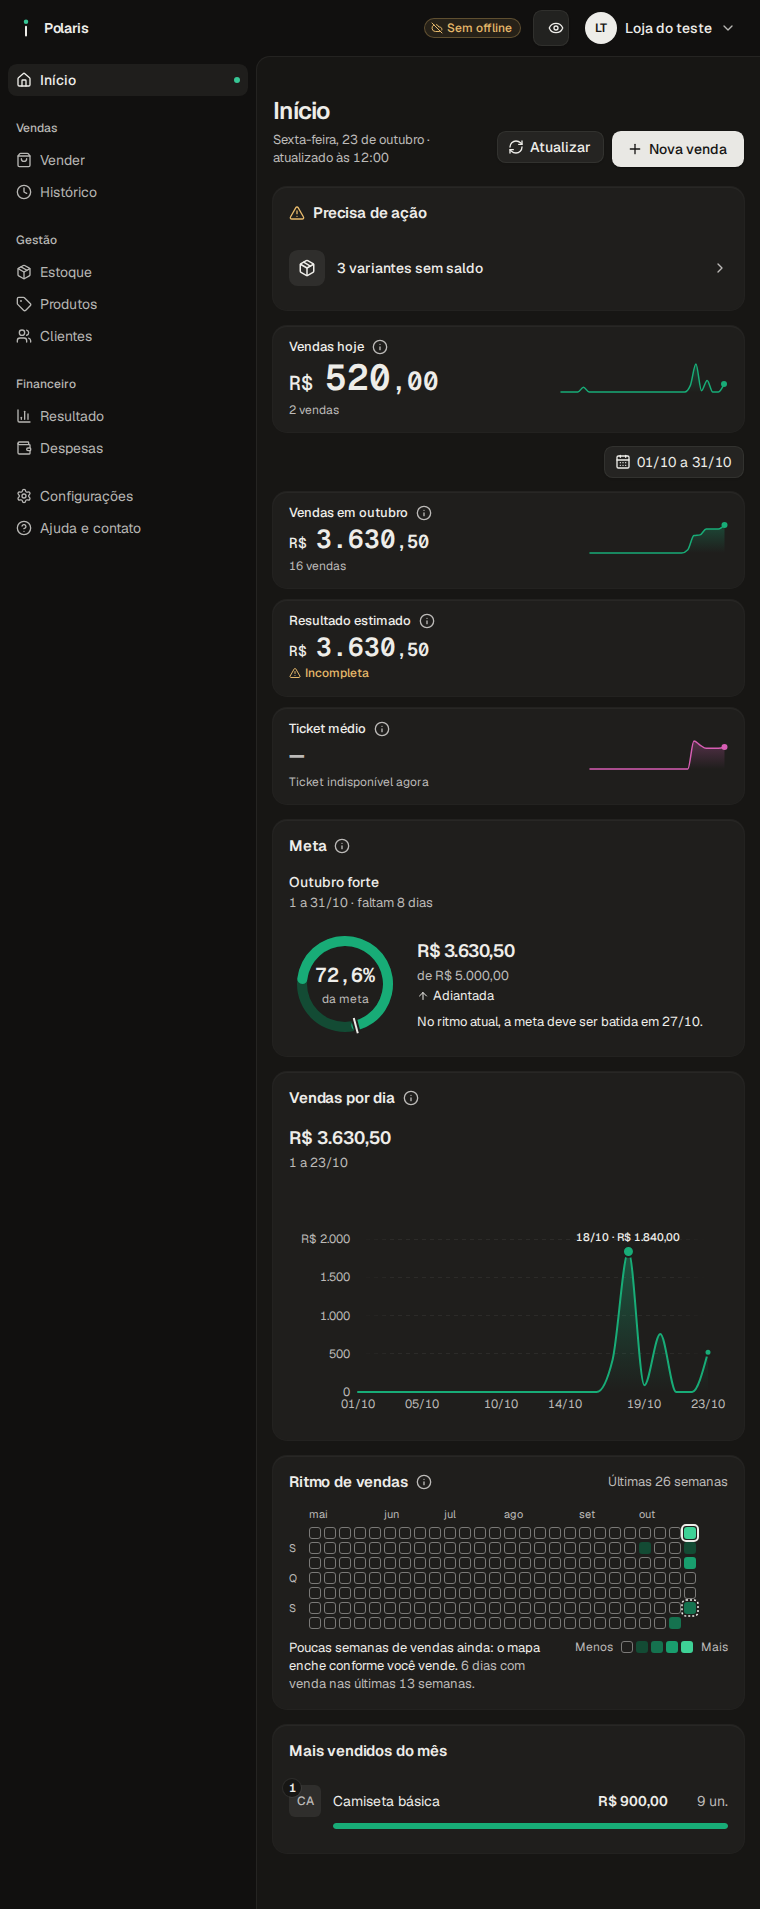 Polaris
Sem offline
LT
Loja do teste
Início
Vendas
Vender
Histórico
Gestão
Estoque
Produtos
Clientes
Financeiro
Resultado
Despesas
Configurações
Ajuda e contato
Início
Sexta-feira, 23 de outubro ·
atualizado às 12:00
Atualizar
Nova venda
Precisa de ação
3 variantes sem saldo
Vendas hoje
R$ 520,00
2 vendas
01/10 a 31/10
Vendas em outubro
R$ 3.630,50
16 vendas
Resultado estimado
R$ 3.630,50
Incompleta
Ticket médio
—
Ticket indisponível agora
Meta
Outubro forte
1 a 31/10 · faltam 8 dias
72,6%
da meta
R$ 3.630,50
de R$ 5.000,00
Adiantada
No ritmo atual, a meta deve ser batida em 27/10.
Vendas por dia
R$ 3.630,50
1 a 23/10
18/10 · R$ 1.840,00
R$ 2.000
1.500
1.000
500
0
01/10 05/10 10/10 14/10 19/10 23/10
Ritmo de vendas
Últimas 26 semanas
mai jun jul ago set out
S
Q
S
Poucas semanas de vendas ainda: o mapa
enche conforme você vende. 6 dias com
venda nas últimas 13 semanas.
Menos
Mais
Mais vendidos do mês
1
CA
Camiseta básica
R$ 900,00
9 un.